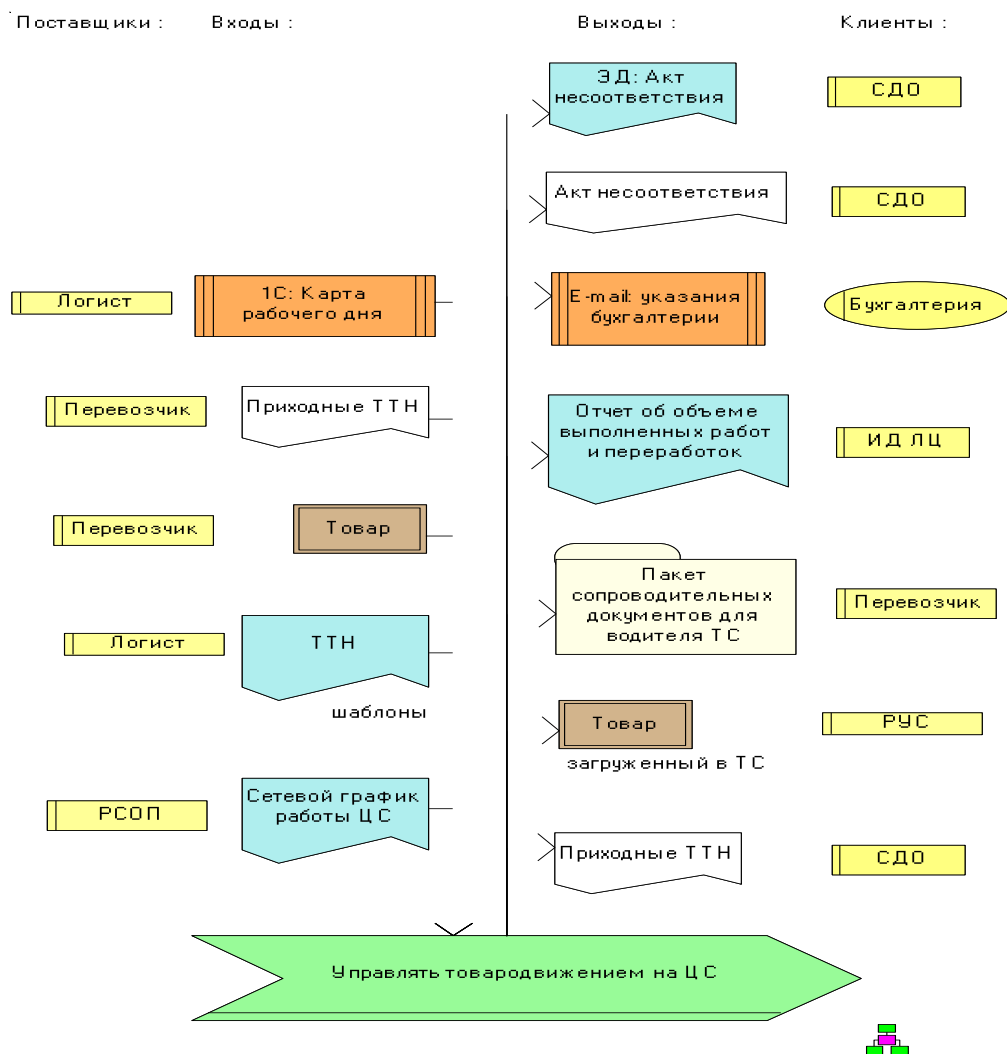 Поставщики :
Входы :
Выходы :
Клиенты :
ЭД: Акт
несоответствия
СДО
Акт несоответствия
СДО
Логист
1С: Карта
рабочего дня
E-mail: указания
бухгалтерии
Бухгалтерия
Перевозчик
Приходные ТТН
Отчет об объеме
выполненных работ
и переработок
ИД ЛЦ
Перевозчик
Товар
Пакет
сопроводительных
документов для
водителя ТС
Перевозчик
Логист
ТТН
шаблоны
Товар
загруженный в ТС
РУС
РСОП
Сетевой график
работы ЦС
Приходные ТТН
СДО
Управлять товародвижением на ЦС